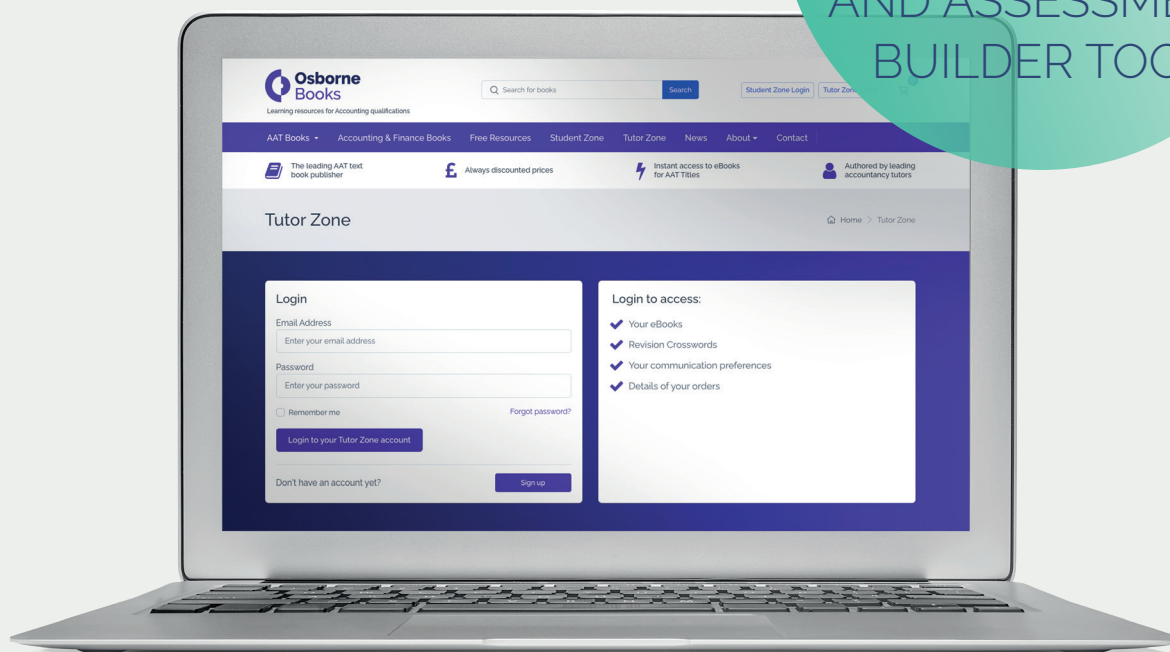 AND ASSESSME
BUILDER TOO
Osborne
Books
Learning resources for Accounting qualifications
Search for books
Search
Student Zone Login
Tutor Zone
AAT Books
Accounting & Finance Books
Free Resources
Student Zone
Tutor Zone
News
About
Contact
The leading AAT text
book publisher
£
Always discounted prices
Instant access to eBooks
for AAT Titles
Authored by leading
accountancy tutors
Tutor Zone
Home > Tutor Zone
Login
Email Address
Enter your email address
Password
Enter your password
Remember me
Forgot password?
Login to your Tutor Zone account
Don't have an account yet?
Sign up
Login to access:
Your eBooks
Revision Crosswords
Your communication preferences
Details of your orders